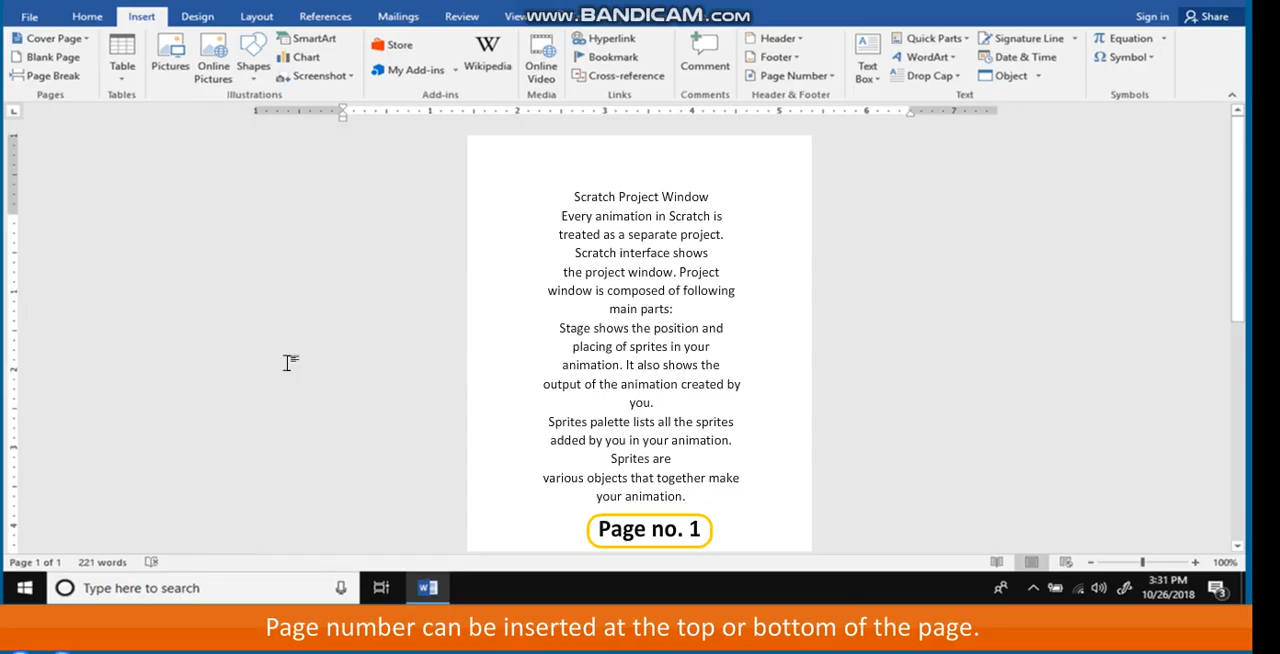 File Home Insert Design Layout References Mailings Review View www.BANDICAM.com Sign in Share
Cover Page
Blank Page
Page Break
Pages
Table
Tables
Pictures
Online Pictures
Shapes
SmartArt
Chart
Screenshot
Illustrations
Store
My Add-ins
Wikipedia
Add-ins
Online Video
Media
Hyperlink
Bookmark
Cross-reference
Links
Comment
Comments
Header
Footer
Page Number
Header & Footer
Text Box
Quick Parts
WordArt
Drop Cap
Signature Line
Date & Time
Object
Text
Equation
Symbol
Symbols
1 1 2 3 4 5 6 7
Scratch Project Window
Every animation in Scratch is
treated as a separate project.
Scratch interface shows
the project window. Project
window is composed of following
main parts:
Stage shows the position and
placing of sprites in your
animation. It also shows the
output of the animation created by
you.
Sprites palette lists all the sprites
added by you in your animation.
Sprites are
various objects that together make
your animation.
Page no. 1
Page 1 of 1 221 words 100%
Type here to search
3:31 PM
10/26/2018
3
Page number can be inserted at the top or bottom of the page.